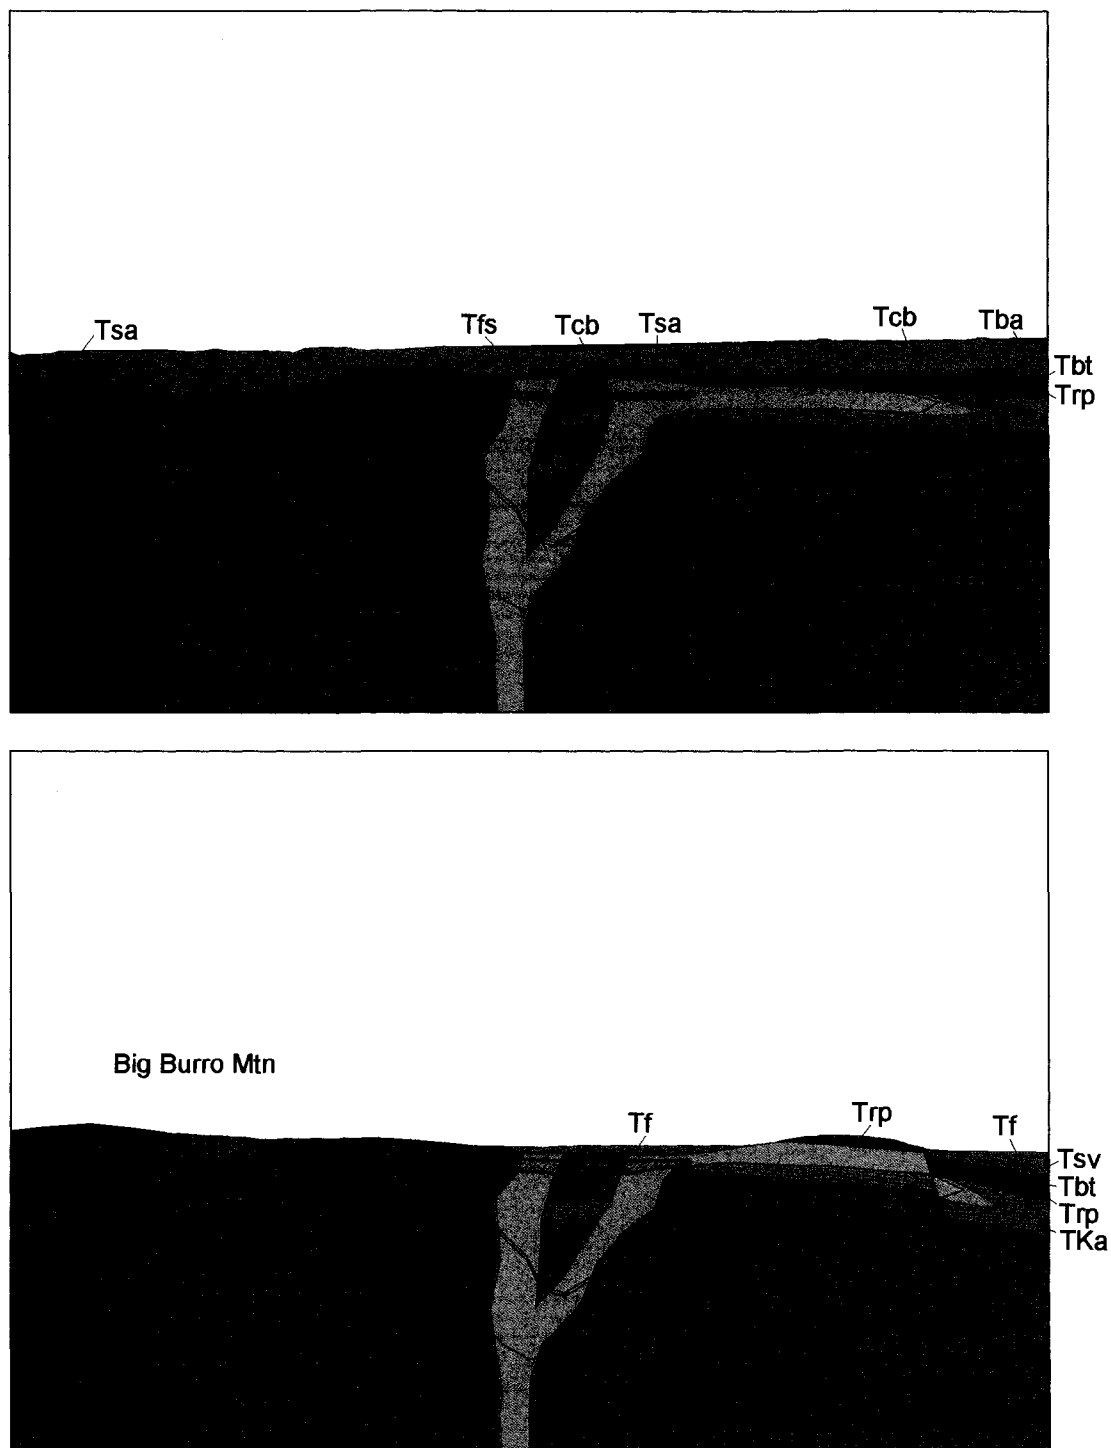 Tsa Tfs Tcb Tsa Tcb Tba
Tbt
Trp
Big Burro Mtn
Tf Trp Tf
Tsv
Tbt
Trp
TKa